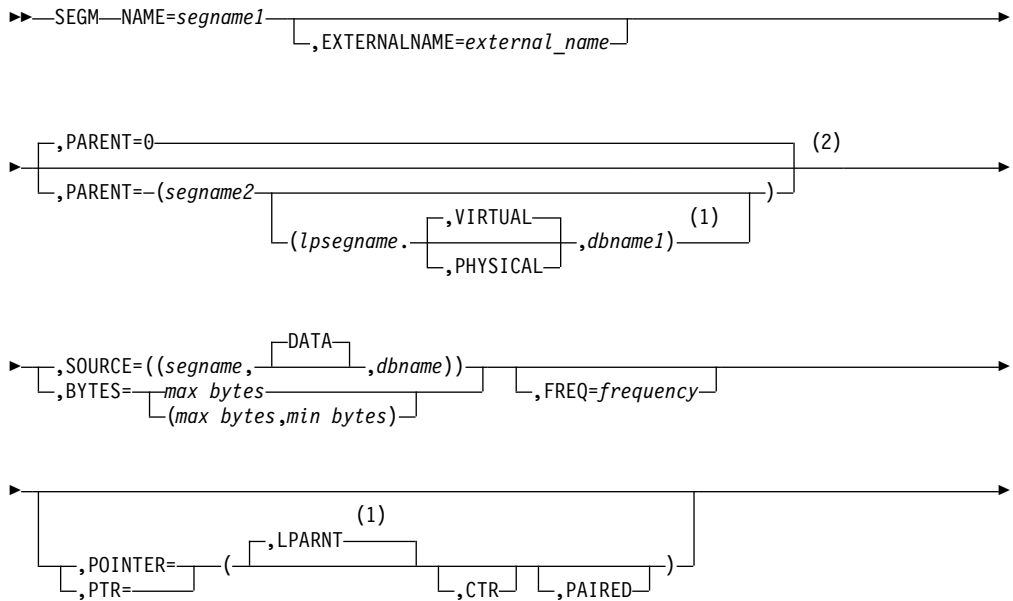 SEGM NAME=segname1
,EXTERNALNAME=external_name
,PARENT=0
(2)
,PARENT= (segname2 )
,VIRTUAL
(1)
(lpsegname. ,dbname1)
,PHYSICAL
DATA
,SOURCE=((segname, ,dbname))
,BYTES= max bytes
,FREQ=frequency
(max bytes,min bytes)
(1)
,LPARNT
,POINTER= ( )
,PTR= ,CTR ,PAIRED